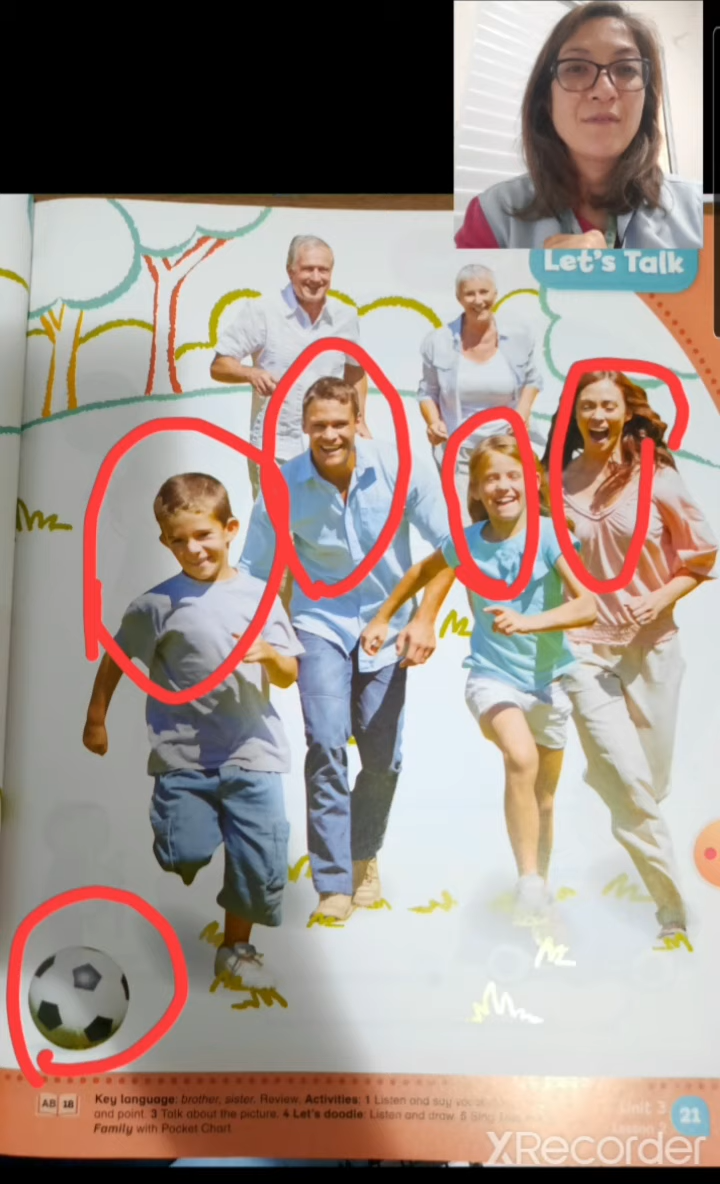 Let's Talk
AB 18
Key language: brother, sister. Review. Activities: 1 Listen and say
and point. 3 Talk about the picture. 4 Let's doodle: Listen and draw. 5 Sing
Family with Pocket Chart.
Unit 3
21
XRecorder